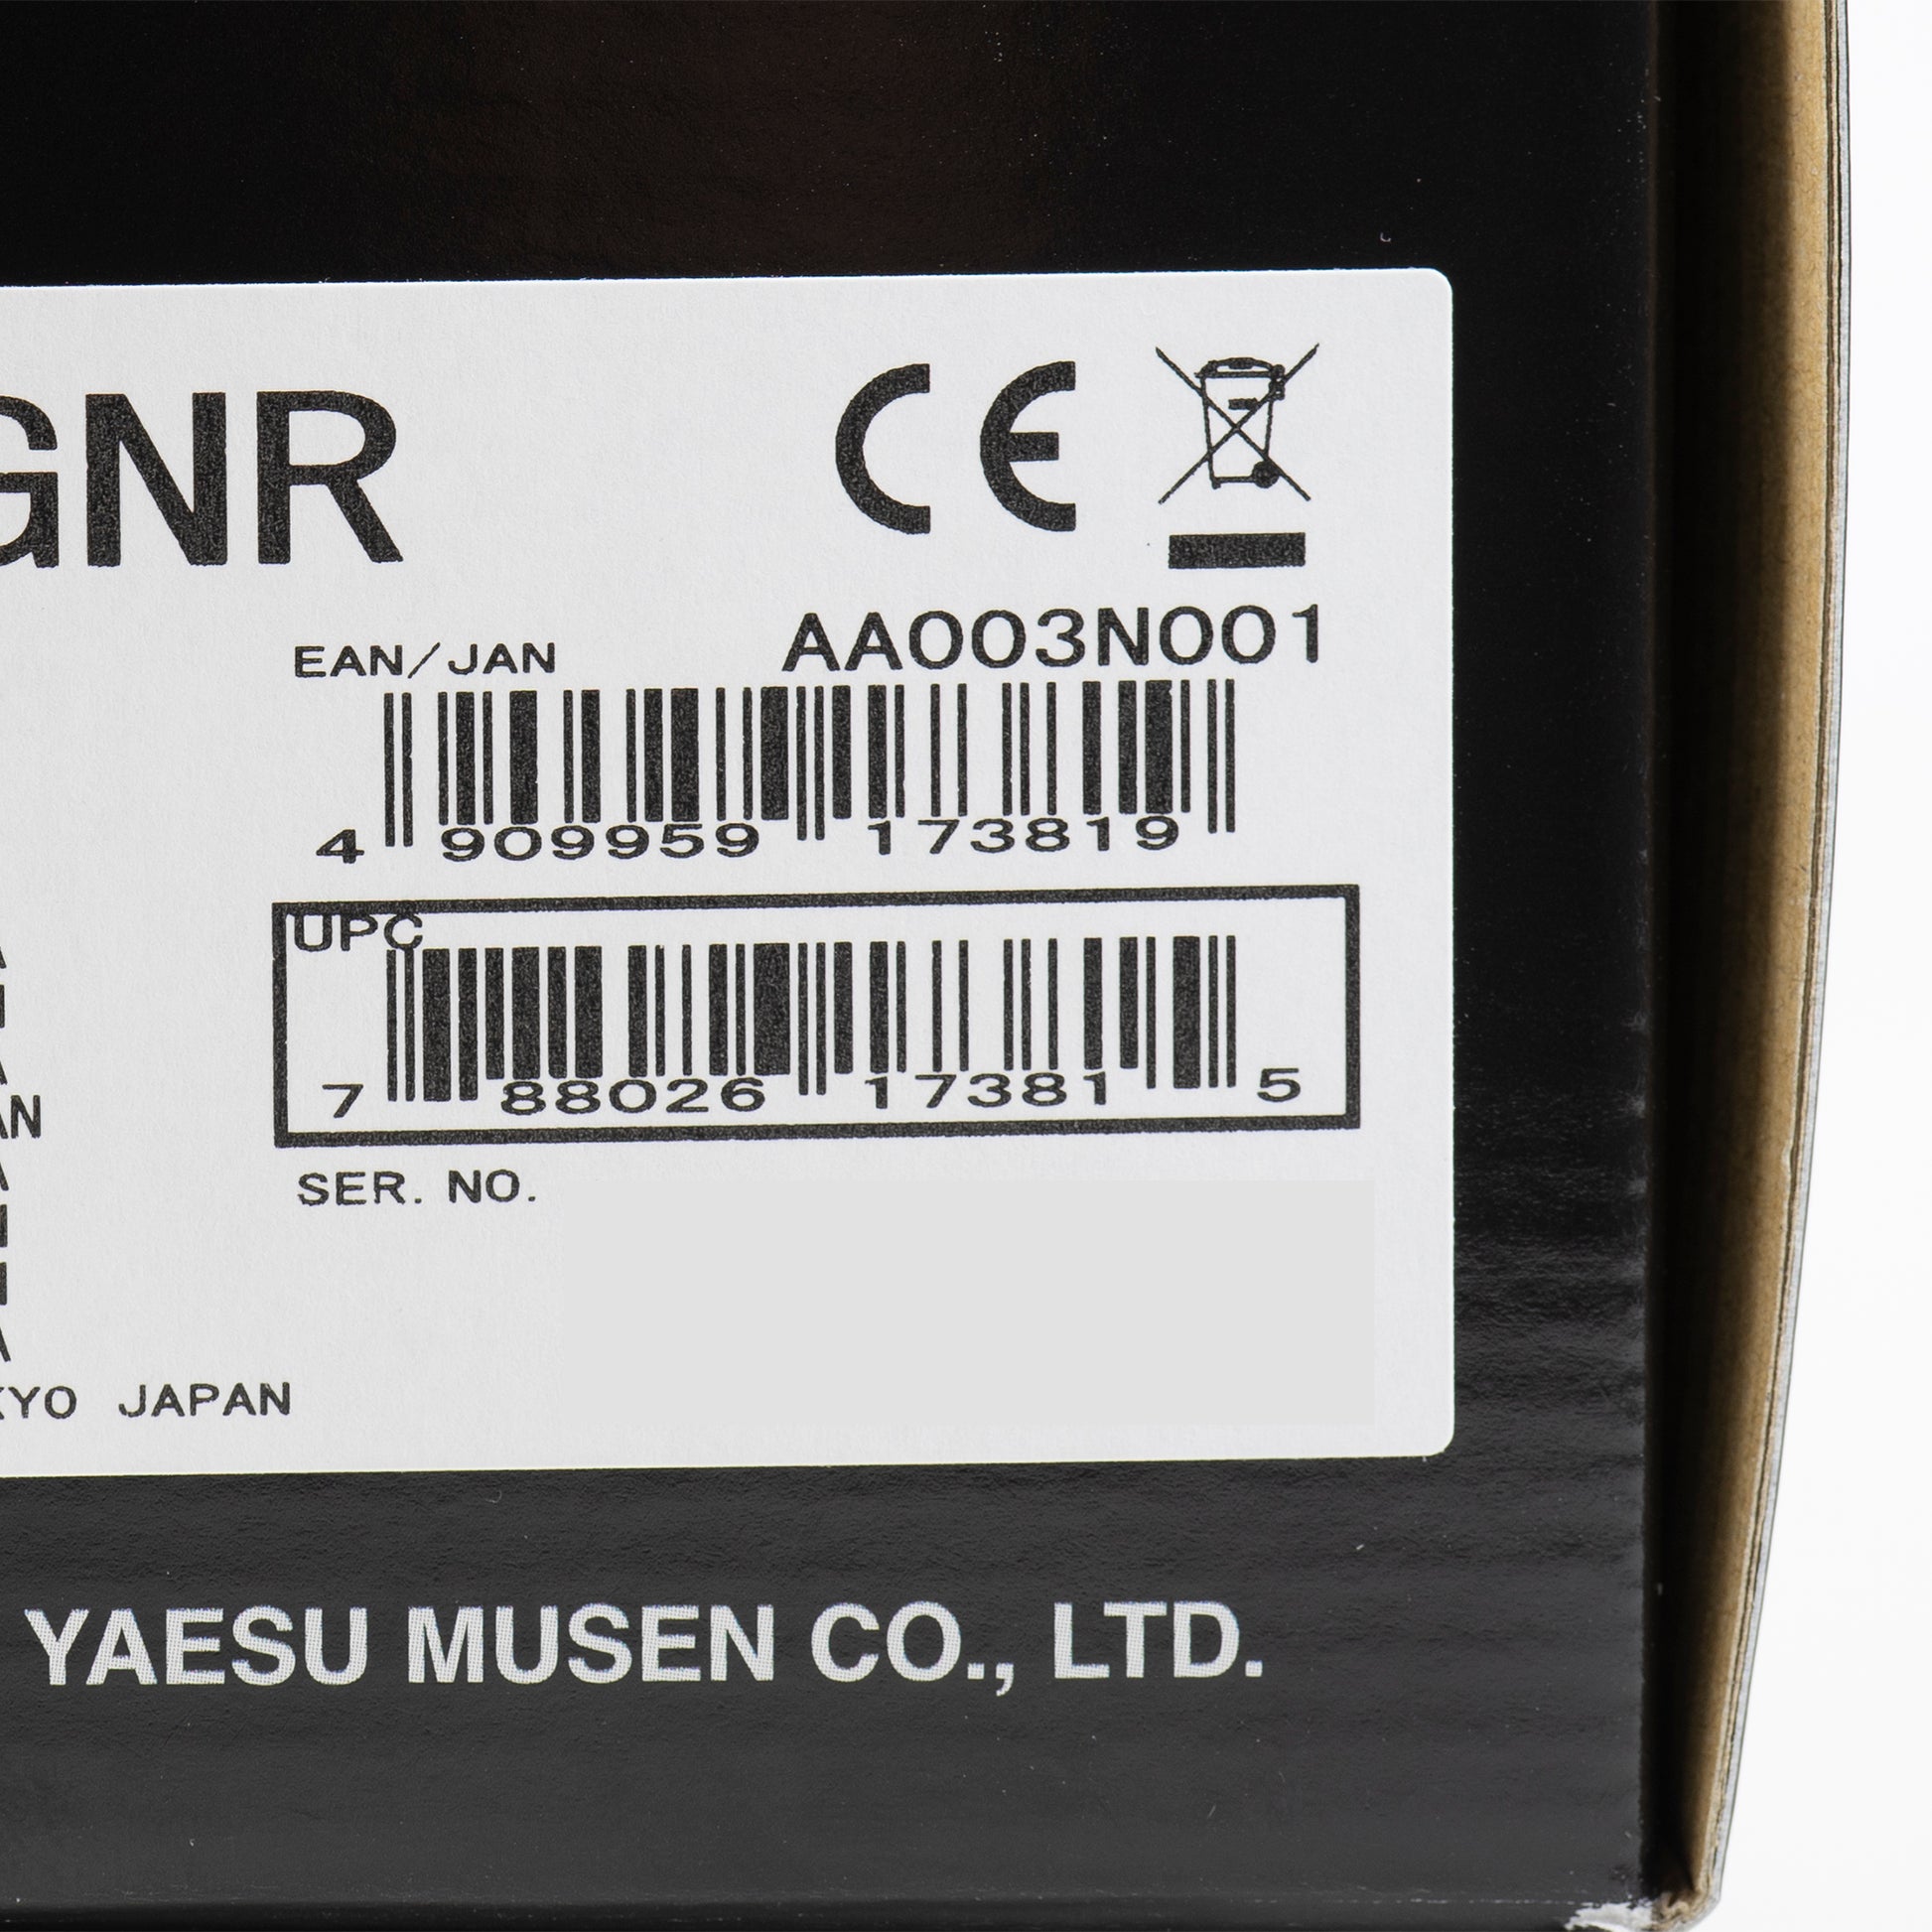 GNR
CE
AA003N001
EAN/JAN
4 909959 173819
UPC
7 88026 17381 5
AN
SER. NO.
JAPAN
YAESU MUSEN CO., LTD.